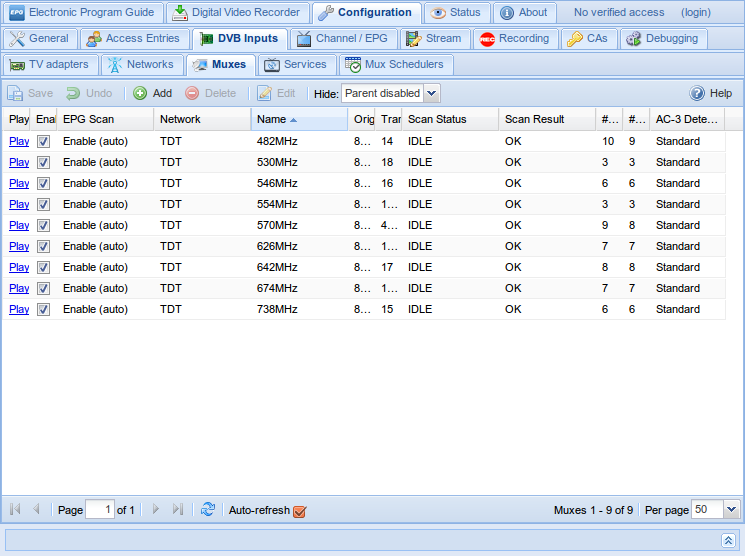 EPG Electronic Program Guide Digital Video Recorder Configuration Status About No verified access (login)
General Access Entries DVB Inputs Channel / EPG Stream REC Recording CAs Debugging
TV adapters Networks Muxes Services Mux Schedulers
Save Undo Add Delete Edit Hide: Parent disabled Help
Play Enal EPG Scan Network Name Orig Tran Scan Status Scan Result #... #... AC-3 Dete...
Play Enable (auto) TDT 482MHz 8... 14 IDLE OK 10 9 Standard
Play Enable (auto) TDT 530MHz 8... 18 IDLE OK 3 3 Standard
Play Enable (auto) TDT 546MHz 8... 16 IDLE OK 6 6 Standard
Play Enable (auto) TDT 554MHz 8... 1... IDLE OK 3 3 Standard
Play Enable (auto) TDT 570MHz 8... 4... IDLE OK 9 8 Standard
Play Enable (auto) TDT 626MHz 8... 1... IDLE OK 7 7 Standard
Play Enable (auto) TDT 642MHz 8... 17 IDLE OK 8 8 Standard
Play Enable (auto) TDT 674MHz 8... 1... IDLE OK 7 7 Standard
Play Enable (auto) TDT 738MHz 8... 15 IDLE OK 6 6 Standard
Page 1 of 1 Auto-refresh Muxes 1 - 9 of 9 Per page 50